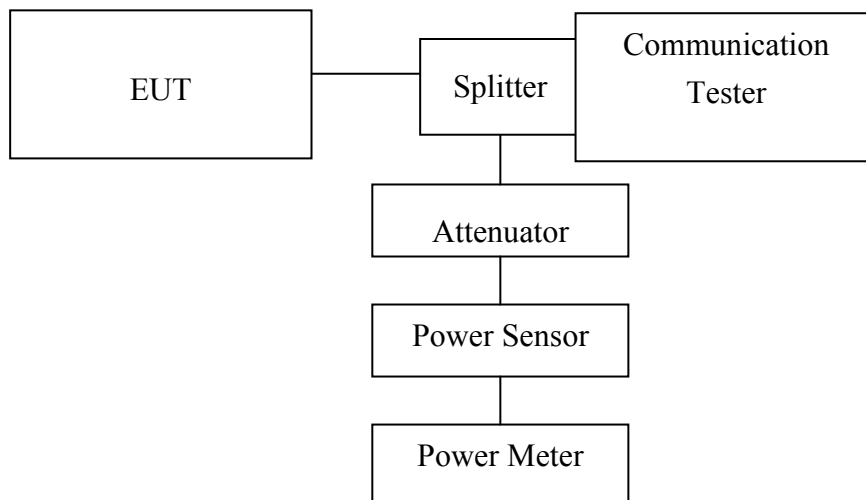 EUT
Splitter
Communication
Tester
Attenuator
Power Sensor
Power Meter